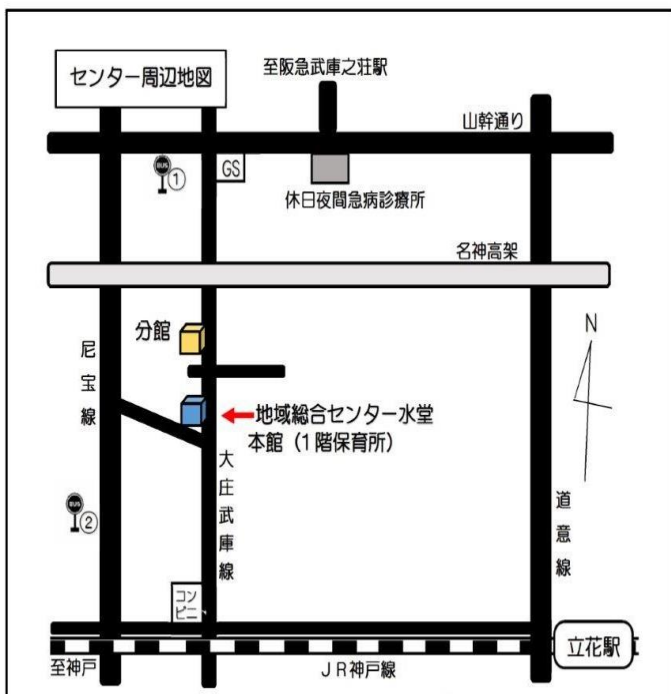 センター周辺地図
至阪急武庫之荘駅
山幹通り
BUS
①
GS
休日夜間急病診療所
名神高架
分館
尼宝線
N
地域総合センター水堂
本館(1階保育所)
大庄武庫線
道意線
BUS
②
コン
ビニ
立花駅
至神戸
JR神戸線